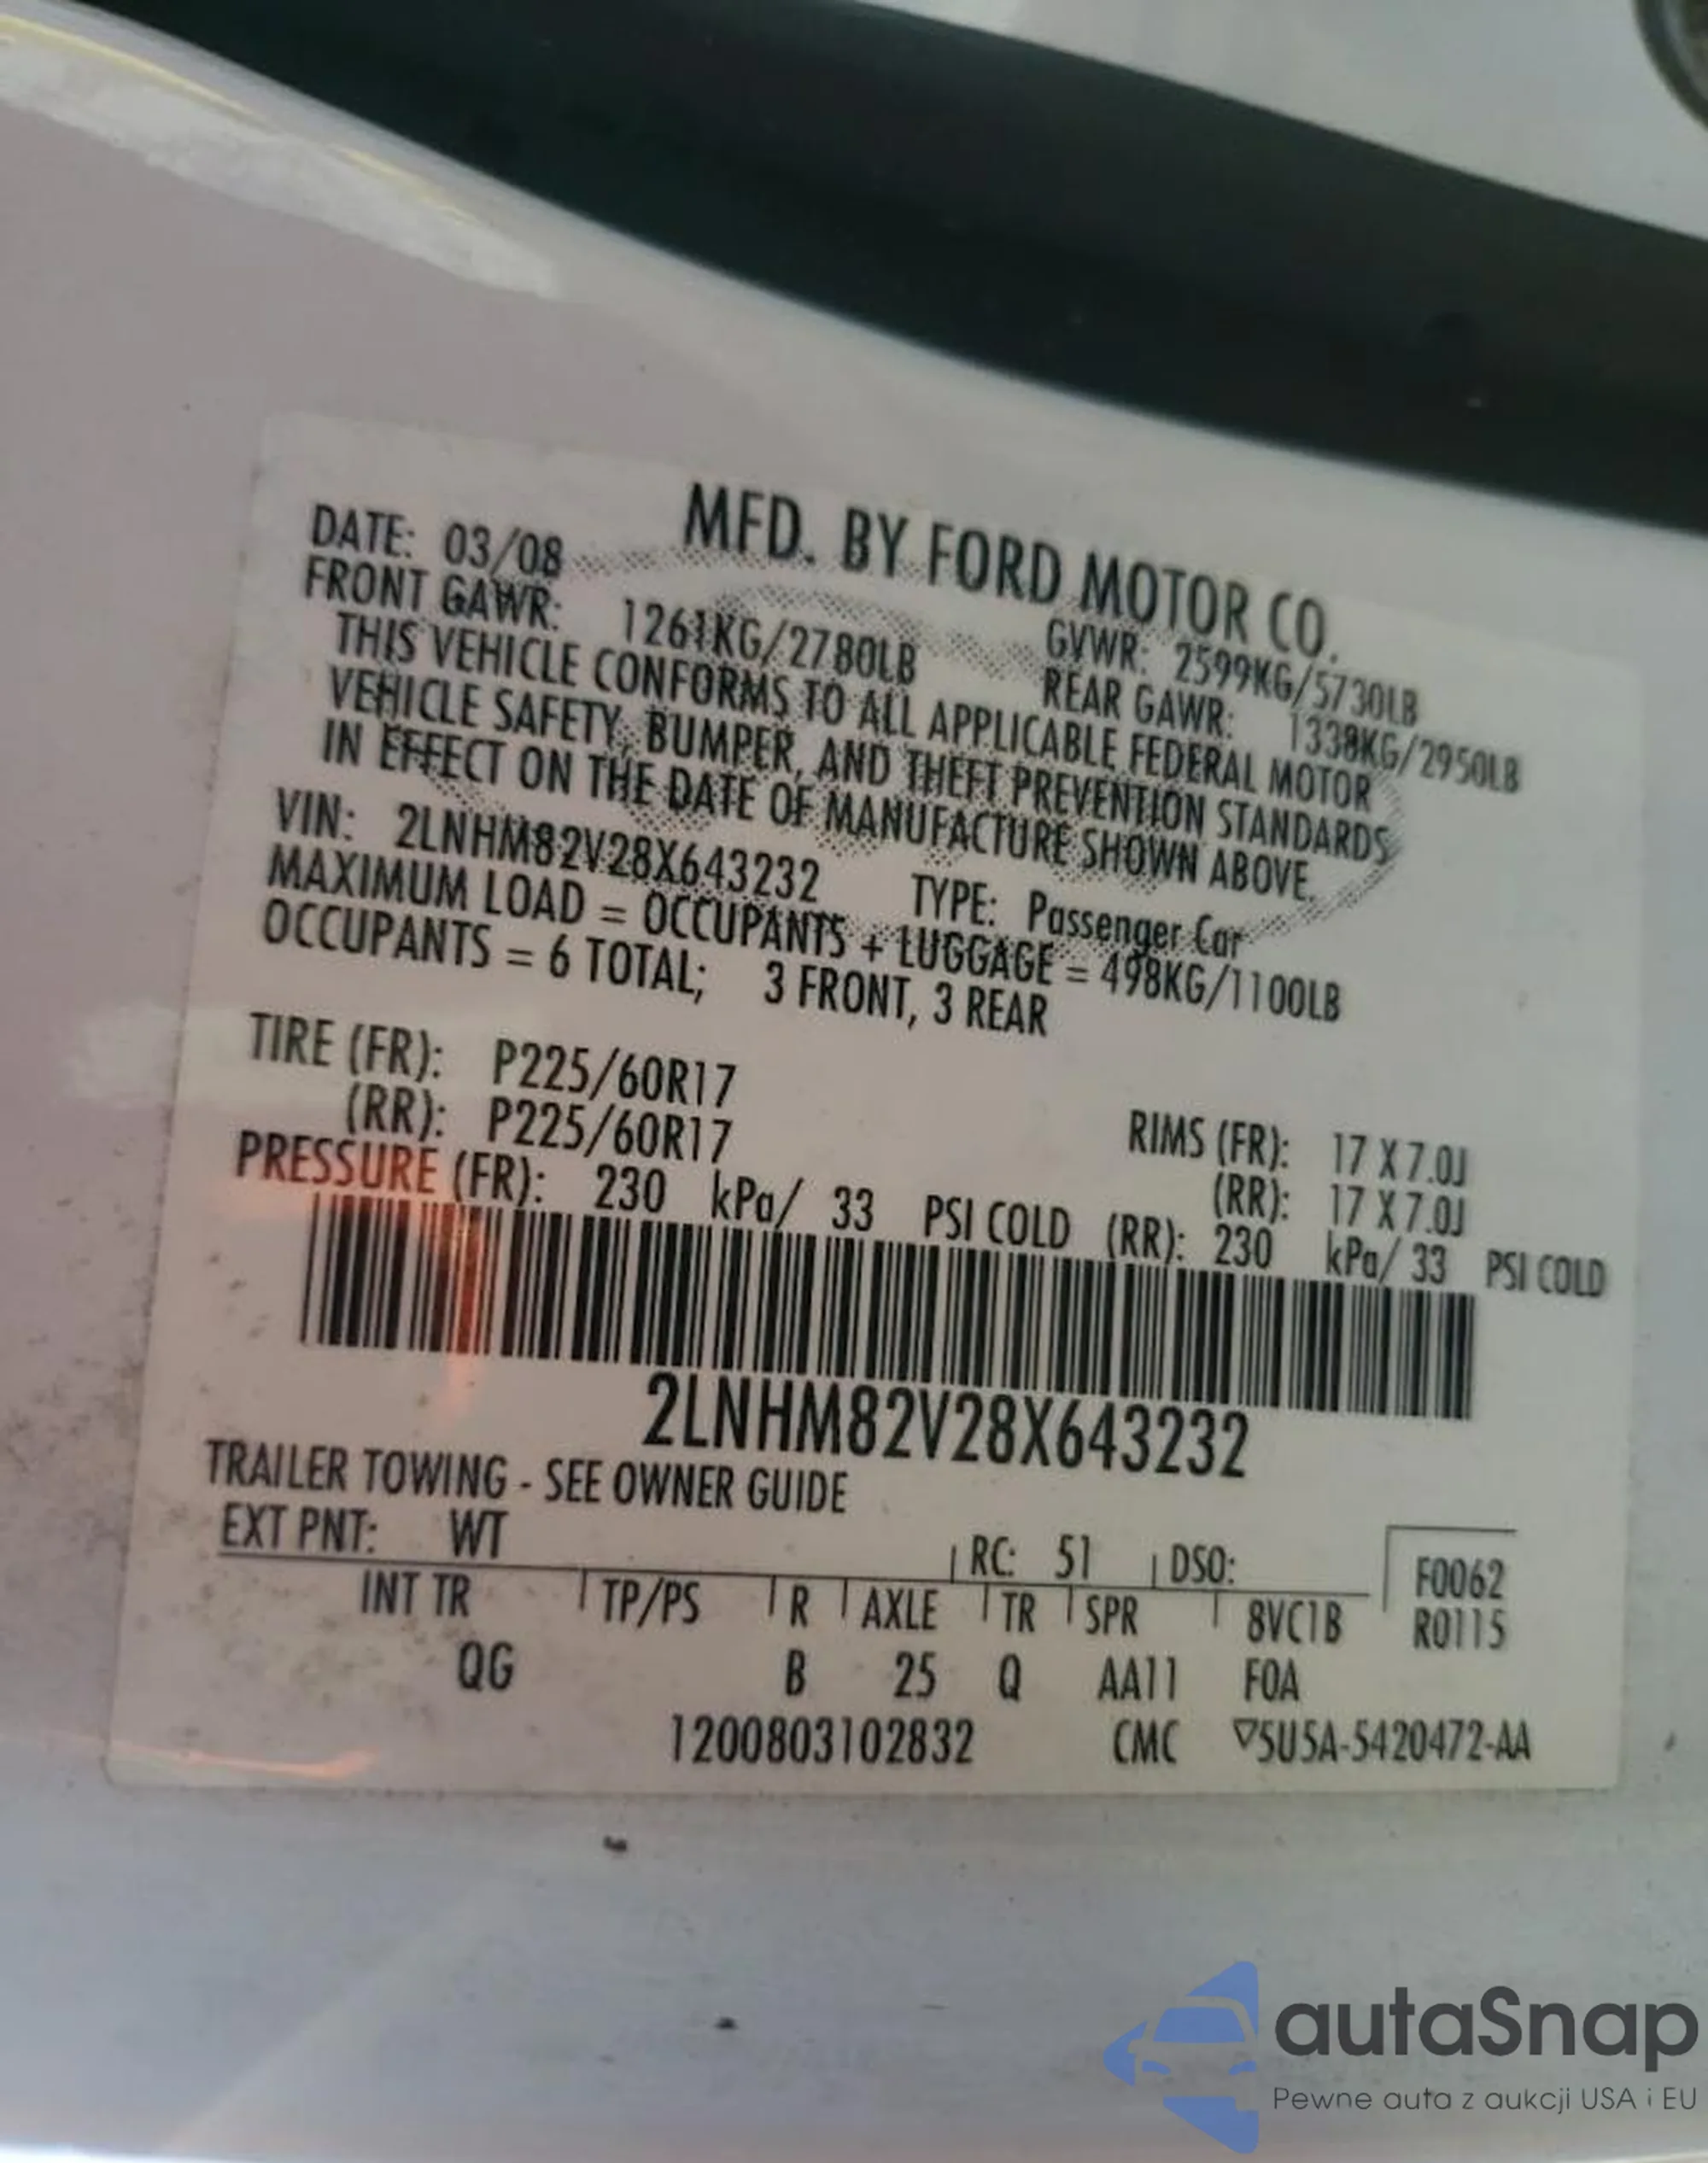 MFD. BY FORD MOTOR CO.
DATE: 03/08 GVWR: 2599KG/5730LB
FRONT GAWR: 1261KG/2780LB REAR GAWR: 1338KG/2950LB
THIS VEHICLE CONFORMS TO ALL APPLICABLE FEDERAL MOTOR
VEHICLE SAFETY, BUMPER, AND THEFT PREVENTION STANDARDS
IN EFFECT ON THE DATE OF MANUFACTURE SHOWN ABOVE.
VIN: 2LNHM82V28X643232 TYPE: Passenger Car
MAXIMUM LOAD = OCCUPANTS + LUGGAGE = 498KG/1100LB
OCCUPANTS = 6 TOTAL; 3 FRONT, 3 REAR
TIRE (FR): P225/60R17 RIMS (FR): 17 X 7.0J
(RR): P225/60R17 (RR): 17 X 7.0J
PRESSURE (FR): 230 kPa/ 33 PSI COLD (RR): 230 kPa/ 33 PSI COLD
2LNHM82V28X643232
TRAILER TOWING - SEE OWNER GUIDE
EXT PNT: WT RC: 51 DSO: F0062
INT TR TP/PS R AXLE TR SPR 8VC1B R0115
QG B 25 Q AA11 FOA
1200803102832 CMC ▽5U5A-5420472-AA
autaSnap
Pewne auta z aukcji USA i EU